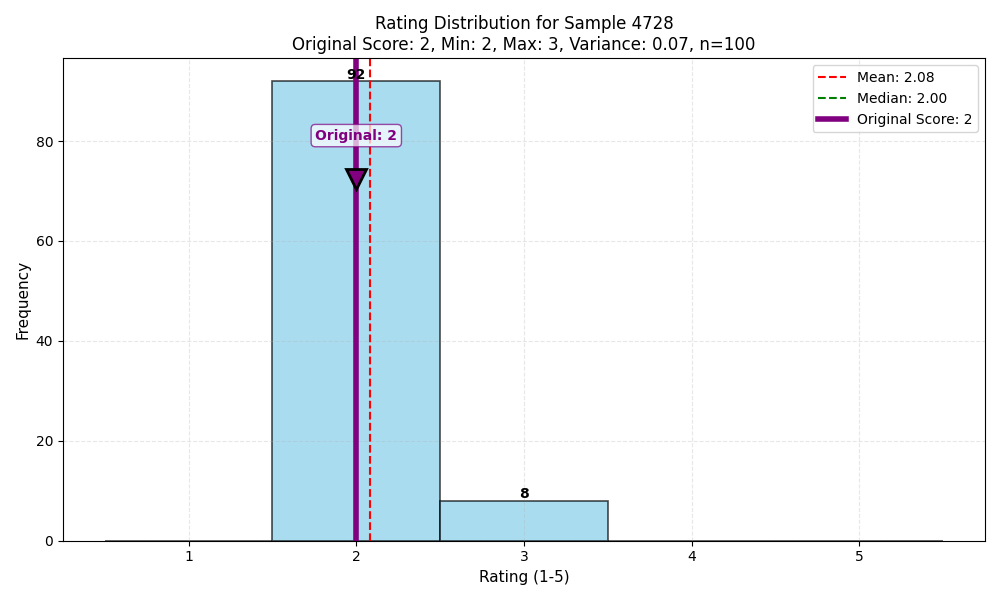 Rating Distribution for Sample 4728
Original Score: 2, Min: 2, Max: 3, Variance: 0.07, n=100
Mean: 2.08
Median: 2.00
Original Score: 2
92
Original: 2
8
Frequency
80
60
40
20
0
1 2 3 4 5
Rating (1-5)